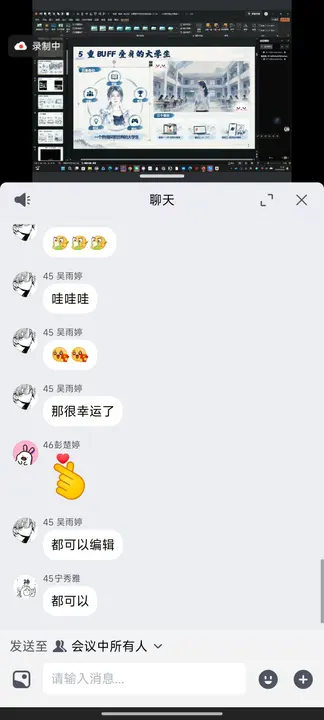 录制中
5 重 BUFF 叠身的大学生
聊天
45 吴雨婷
哇哇哇
45 吴雨婷
45 吴雨婷
那很幸运了
46彭楚婷
45 吴雨婷
都可以编辑
45宁秀雅
都可以
发送至 会议中所有人
请输入消息...